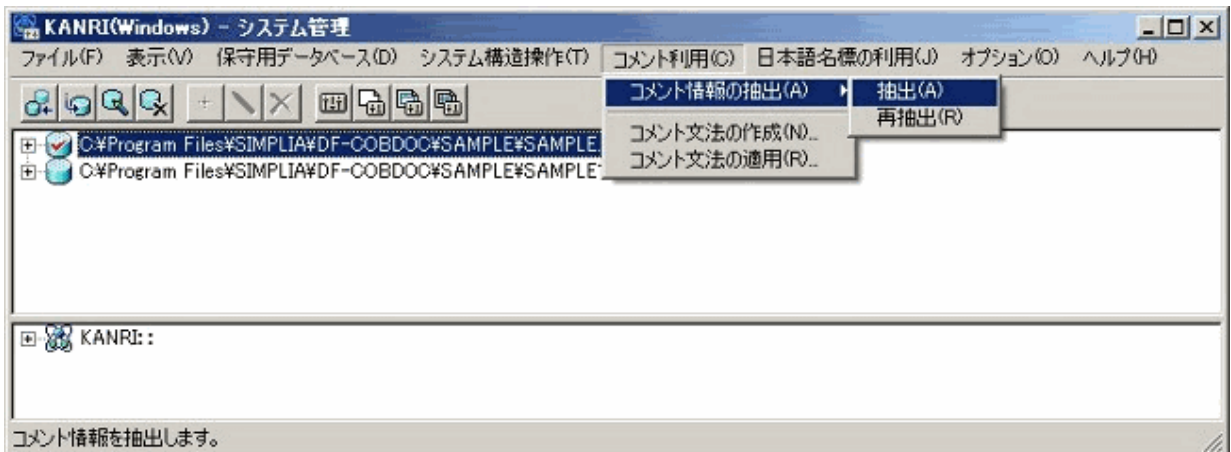 KANRI(Windows) - システム管理
ファイル(F) 表示(V) 保守用データベース(D) システム構造操作(T) コメント利用(C) 日本語名標の利用(J) オプション(O) ヘルプ(H)
コメント情報の抽出(A) 抽出(A)
再抽出(R)
コメント文法の作成(N)...
コメント文法の適用(R)...
C:¥Program Files¥SIMPLIA¥DF-COBDOC¥SAMPLE¥SAMPLE
C:¥Program Files¥SIMPLIA¥DF-COBDOC¥SAMPLE¥SAMPLE
KANRI::
コメント情報を抽出します。